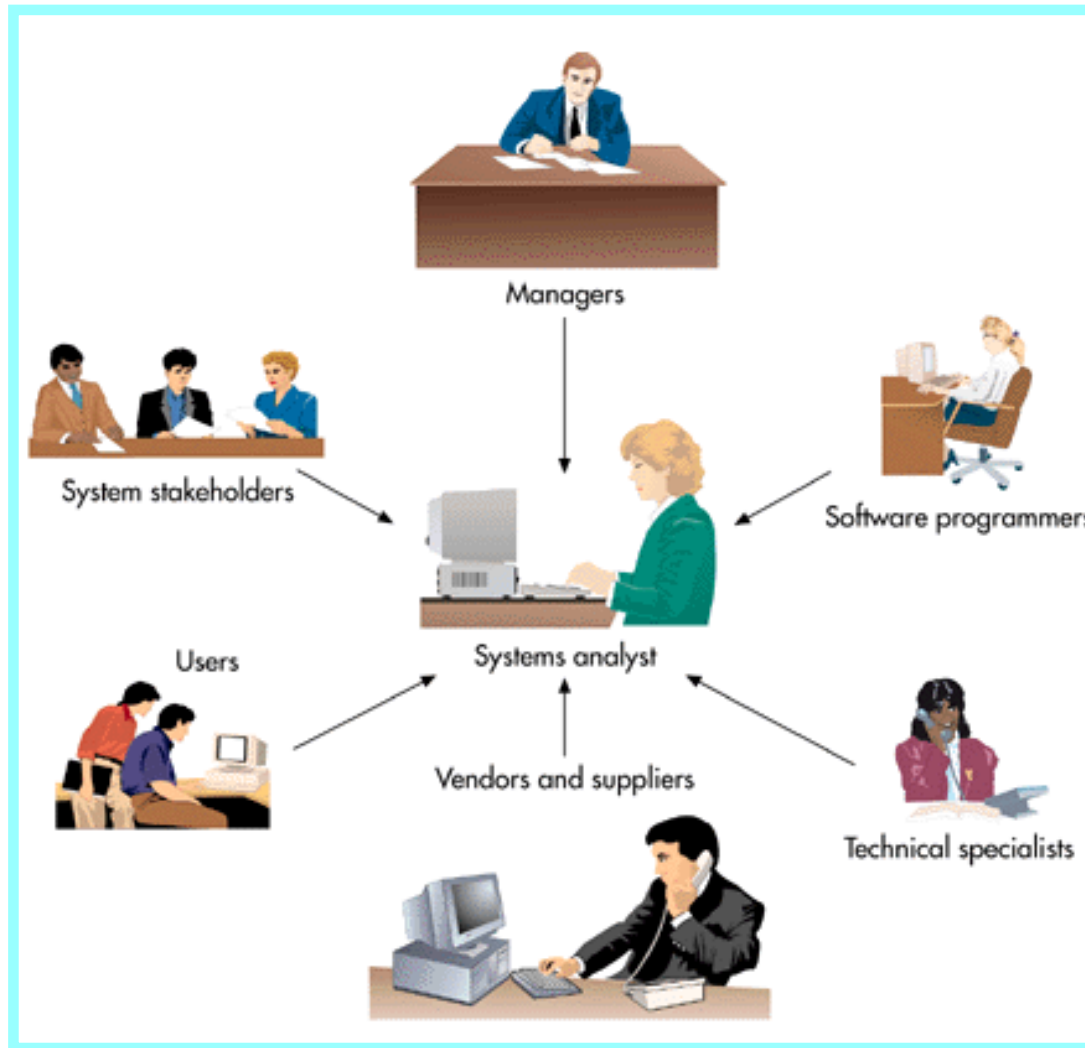 Managers
System stakeholders
Software programmers
Systems analyst
Users
Vendors and suppliers
Technical specialists